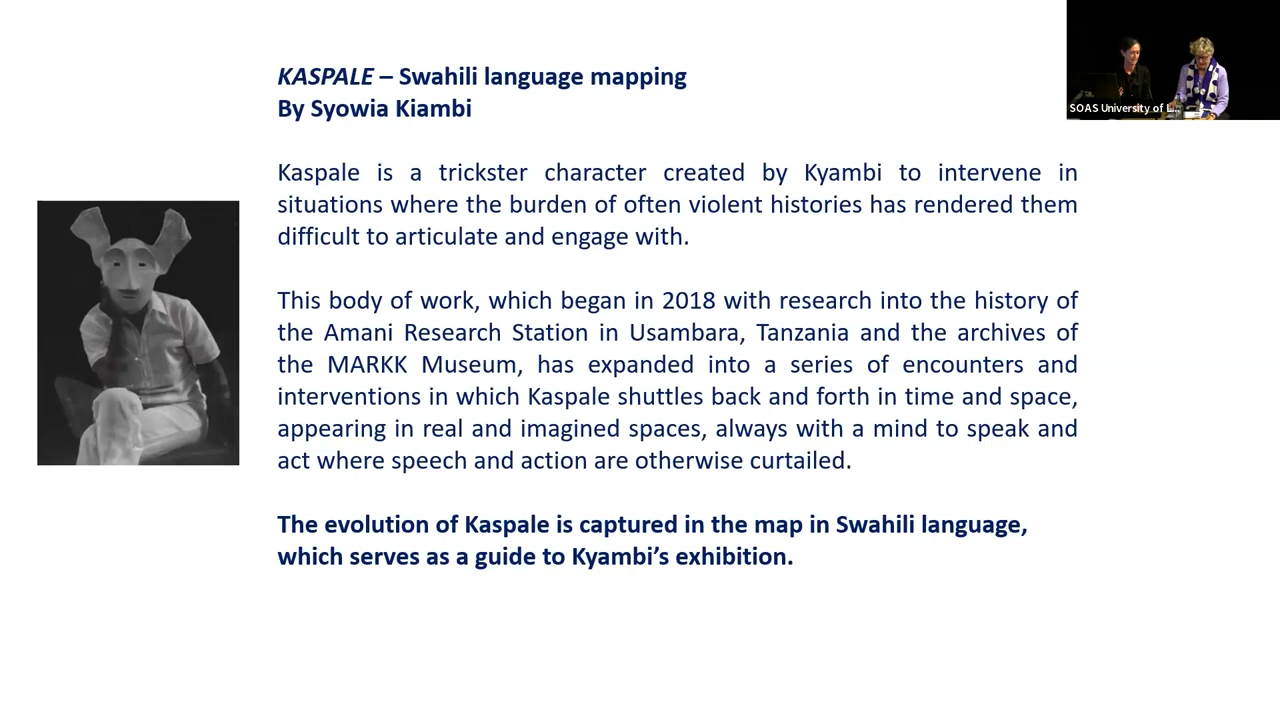 KASPALE – Swahili language mapping
By Syowia Kiambi
Kaspale is a trickster character created by Kyambi to intervene in
situations where the burden of often violent histories has rendered them
difficult to articulate and engage with.
This body of work, which began in 2018 with research into the history of
the Amani Research Station in Usambara, Tanzania and the archives of
the MARKK Museum, has expanded into a series of encounters and
interventions in which Kaspale shuttles back and forth in time and space,
appearing in real and imagined spaces, always with a mind to speak and
act where speech and action are otherwise curtailed.
The evolution of Kaspale is captured in the map in Swahili language,
which serves as a guide to Kyambi’s exhibition.
SOAS University of L...